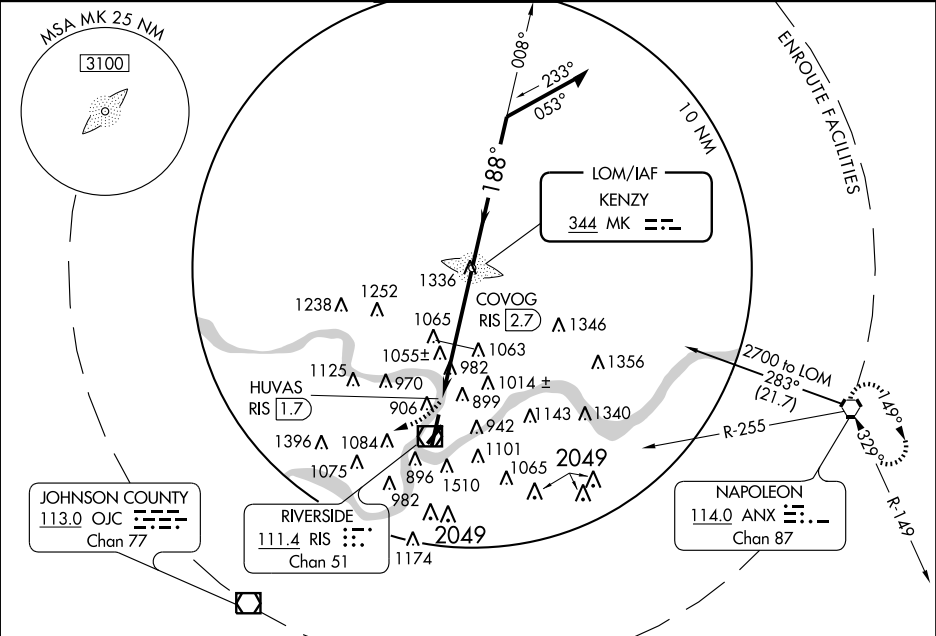 MSA MK 25 NM
3100
008°
233°
053°
10 NM
ENROUTE FACILITIES
188°
LOM/IAF
KENZY
344 MK
1336
1238
1252
COVOG
RIS 2.7
1065
1346
1055±
1063
1356
1125
970
982
1014 ±
2700 to LOM
283°
(21.7)
HUVAS
RIS 1.7
906
899
149°
942
1143
1340
R-255
1396
1084
329°
1101
1075
896
1510
1065
2049
982
R-149
JOHNSON COUNTY
113.0 OJC
Chan 77
RIVERSIDE
111.4 RIS
Chan 51
2049
1174
NAPOLEON
114.0 ANX
Chan 87